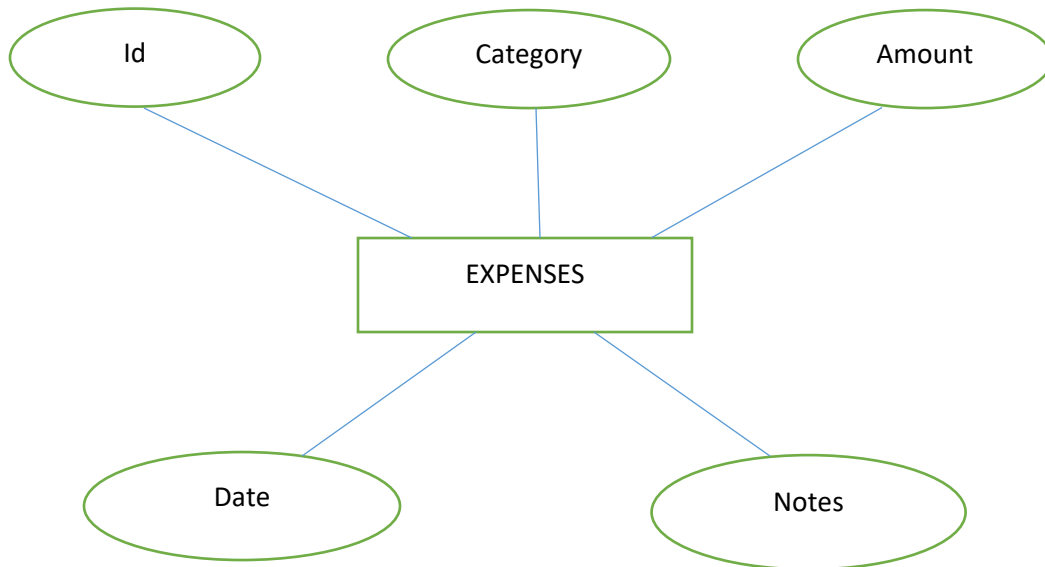 Id
Category
Amount
EXPENSES
Date
Notes